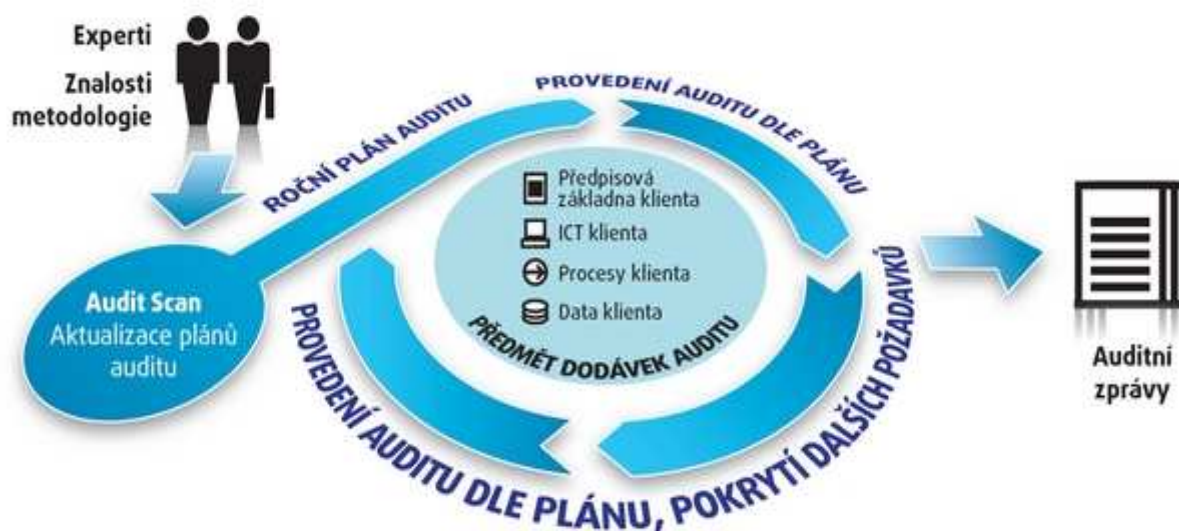 Experti
Znalosti
metodologie
ROČNÍ PLÁN AUDITU
PROVEDENÍ AUDITU DLE PLÁNU
Předpisová
základna klienta
ICT klienta
Procesy klienta
Data klienta
PŘEDMĚT DODÁVEK AUDITU
Audit Scan
Aktualizace plánů
auditu
PROVEDENÍ AUDITU DLE PLÁNU, POKRYTÍ DALŠÍCH POŽADAVKŮ
Auditní
zprávy